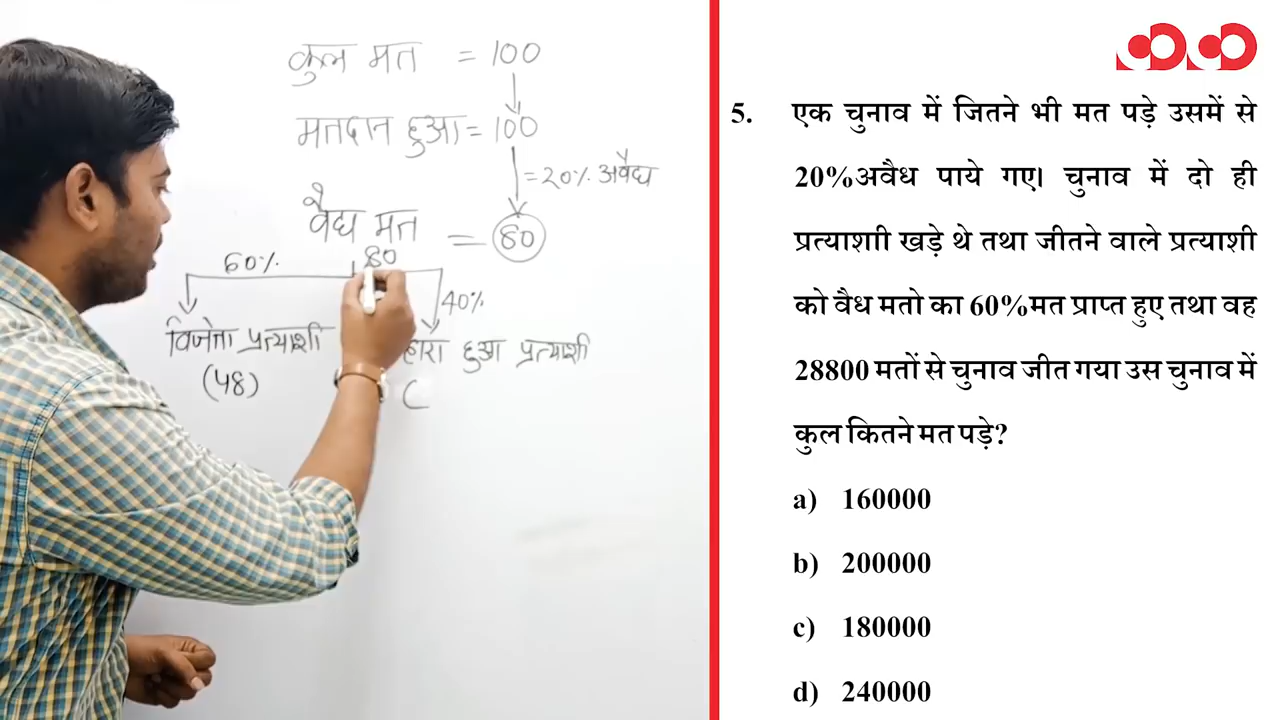 कुल मत = 100
मतदान हुआ = 100
= 20% अवैद्य
वैद्य मत = 80
60% 80
40%
विजेता प्रत्याशी हारा हुआ प्रत्याशी
(48) (
5. एक चुनाव में जितने भी मत पड़े उसमें से
20%अवैध पाये गए। चुनाव में दो ही
प्रत्याशाी खड़े थे तथा जीतने वाले प्रत्याशी
को वैध मतो का 60%मत प्राप्त हुए तथा वह
28800 मतों से चुनाव जीत गया उस चुनाव में
कुल कितने मत पड़े?
a) 160000
b) 200000
c) 180000
d) 240000